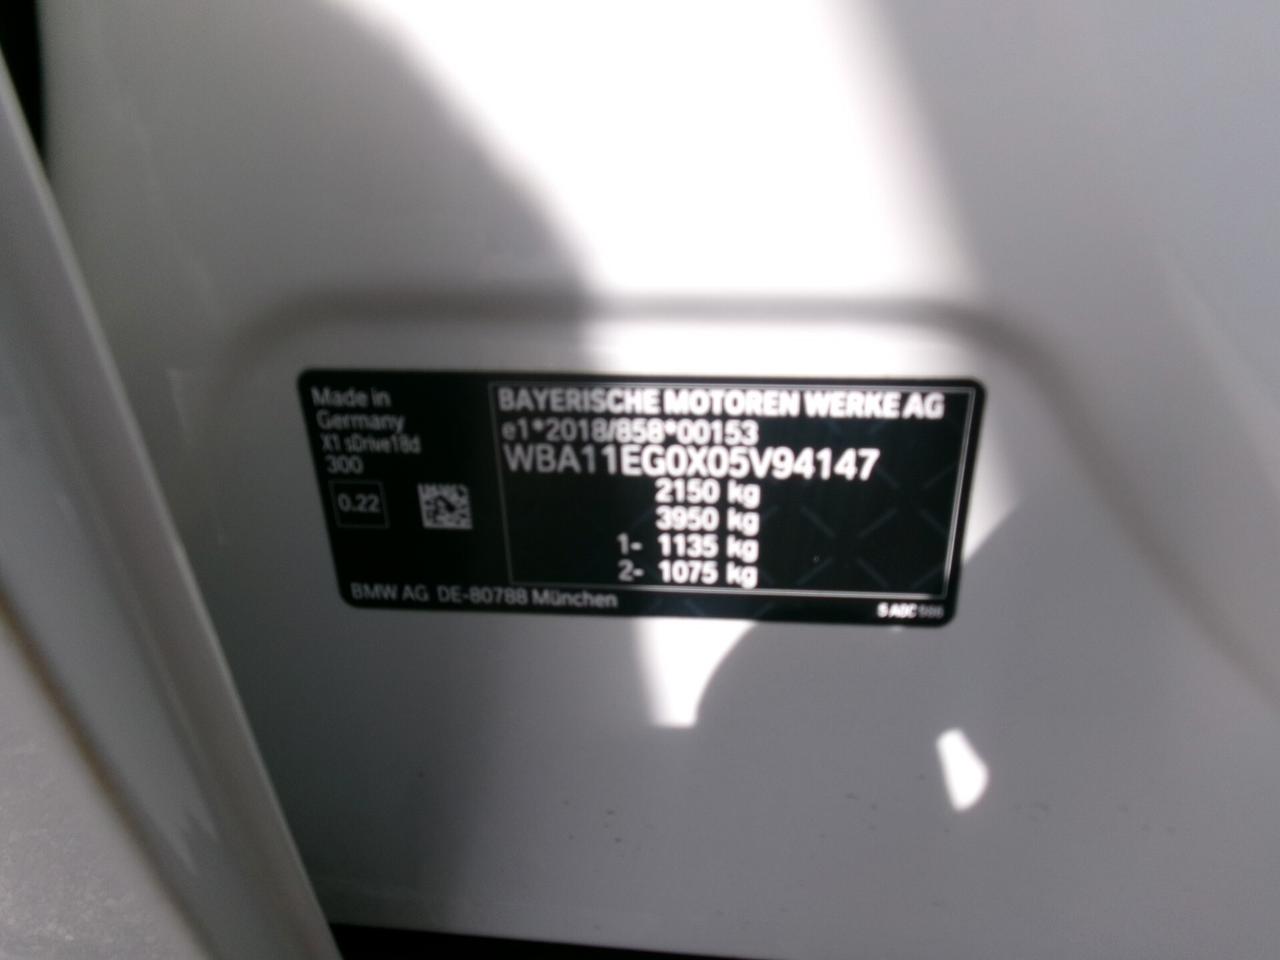 Made in
Germany
X1 sDrive18d
300
0.22
BAYERISCHE MOTOREN WERKE AG
e1*2018/858*00153
WBA11EG0X05V94147
2150 kg
3950 kg
1- 1135 kg
2- 1075 kg
BMW AG DE-80788 München